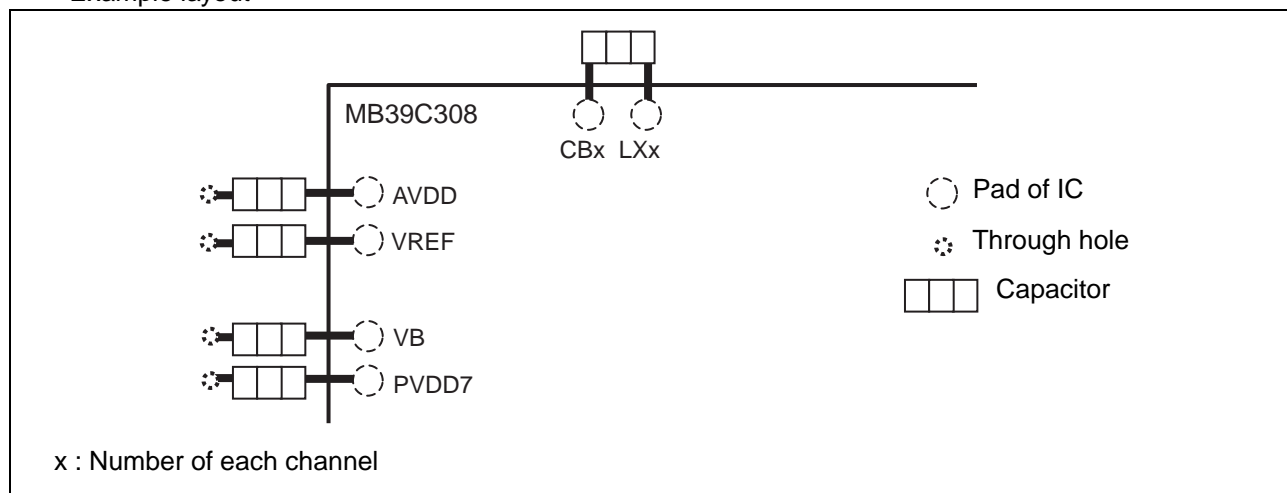 Example layout
MB39C308
CBx LXx
AVDD
VREF
VB
PVDD7
Pad of IC
Through hole
Capacitor
x : Number of each channel